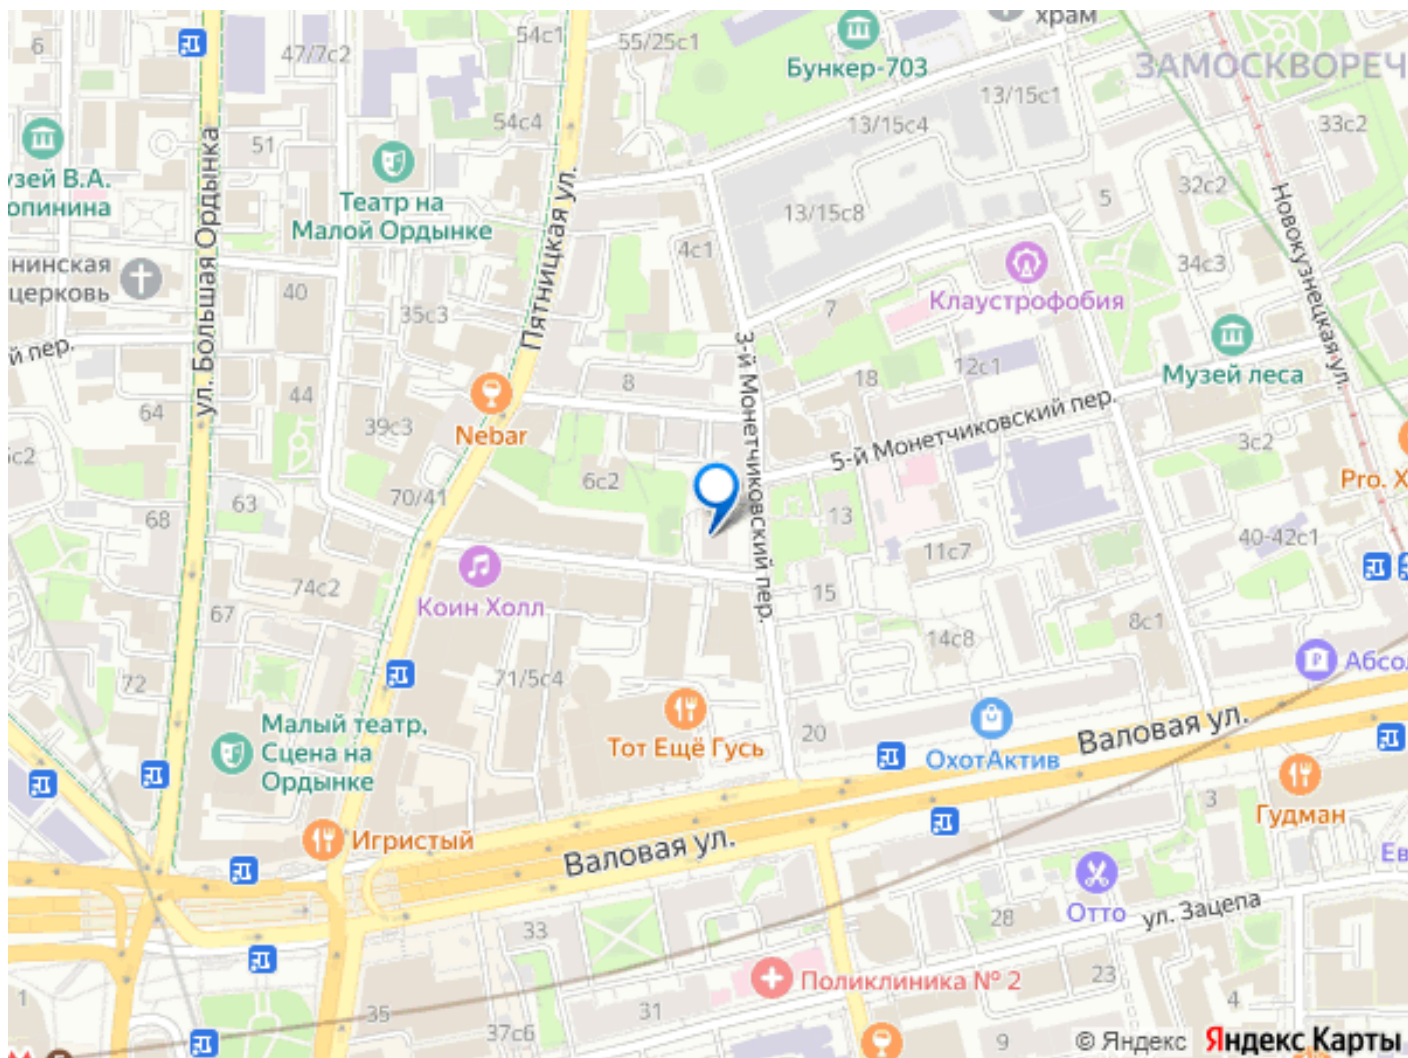 храм
6
47/7с2
54с1
55/25с1
Бункер-703
ЗАМОСКВОРЕЧ
13/15с1
13/15с4
33с2
54с4
51
узей В.А.
опинина
Театр на
Малой Ордынке
ул. Большая Ордынка
Пятницкая ул.
32с2
5
13/15с8
Новокузнецкая ул.
4с1
нинская
церковь
40
35с3
34с3
Клаустрофобия
7
3-й Монетчиковский пер.
й пер.
Музей леса
12с1
18
8
44
64
39с3
Nebar
5-й Монетчиковский пер.
3с2
с2
6с2
Pro. X
70/41
63
68
13
40-42с1
11с7
74с2
Коин Холл
15
67
14с8
8с1
72
71/5с4
Абсол
Малый театр,
Сцена на
Ордынке
Тот Ещё Гусь
20
ОхотАктив
Валовая ул.
3
Гудман
Игристый
Валовая ул.
Ев
Отто
ул. Зацепа
28
33
Поликлиника № 2
23
1
35
31
4
37с6
9
© Яндекс
Яндекс Карты